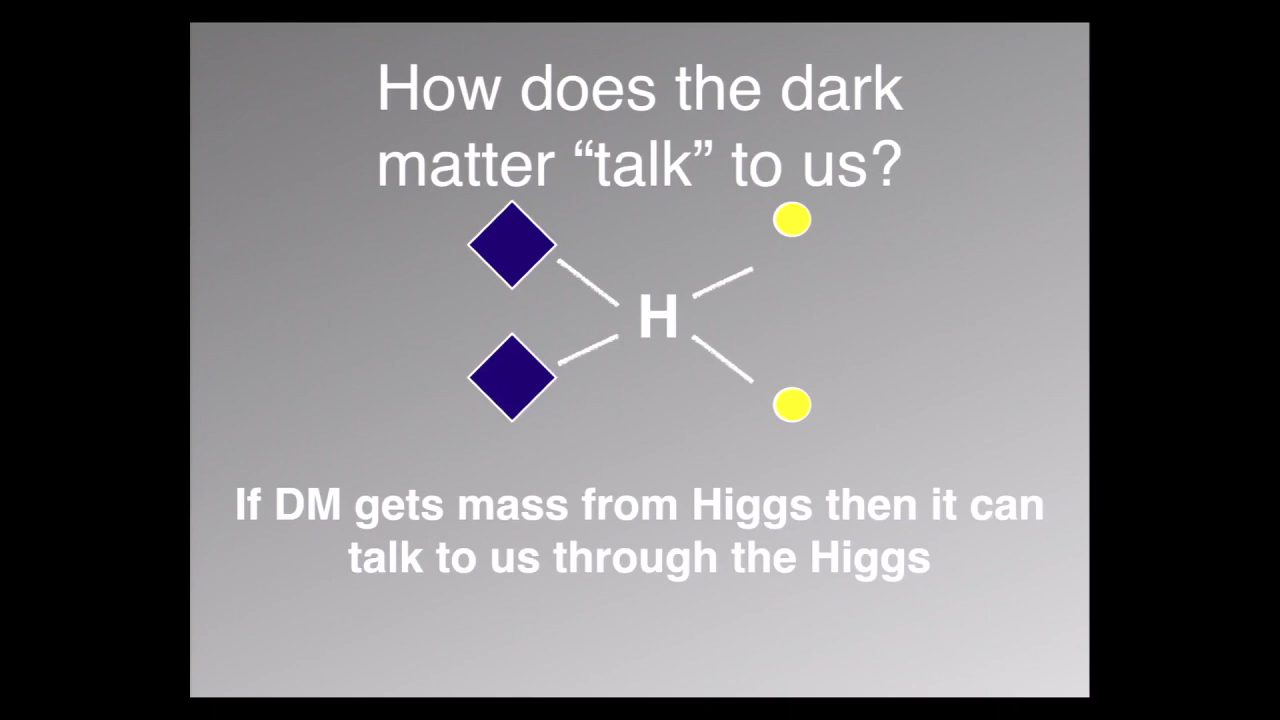 How does the dark
matter “talk” to us?
H
If DM gets mass from Higgs then it can
talk to us through the Higgs